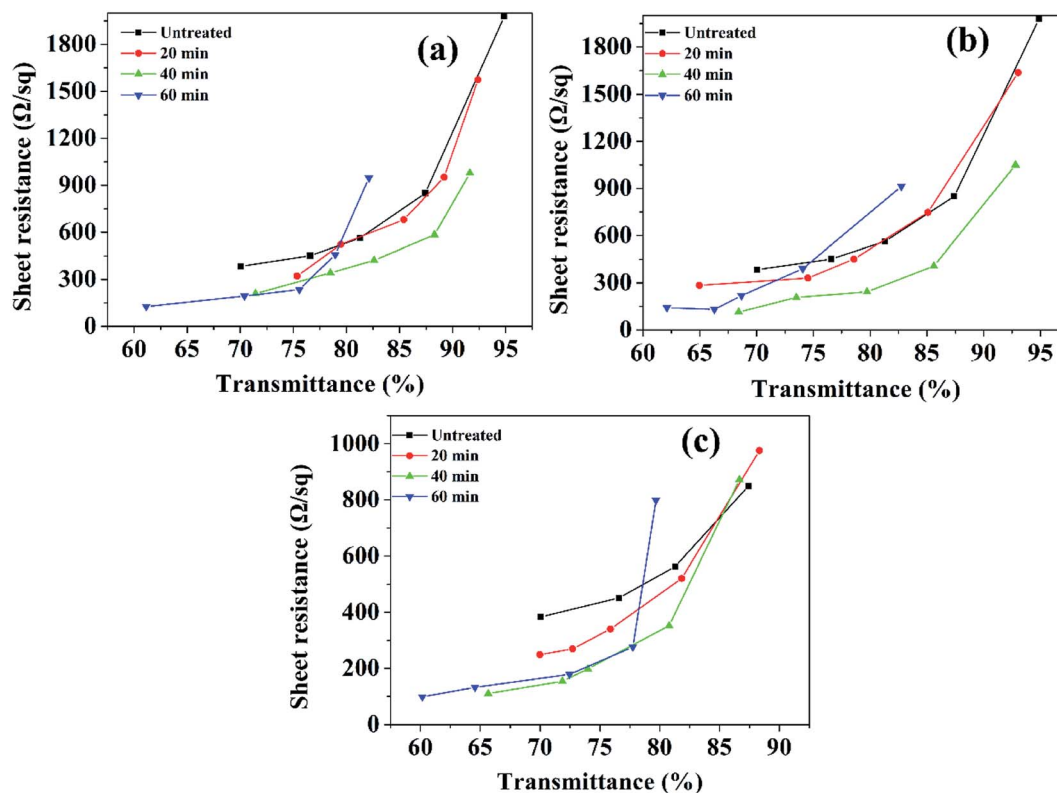 1800
1500
1200
900
600
300
0
Sheet resistance (Ω/sq)
Untreated
20 min
40 min
60 min
(a)
60 65 70 75 80 85 90 95
Transmittance (%)
1800
1500
1200
900
600
300
0
Sheet resistance (Ω/sq)
Untreated
20 min
40 min
60 min
(b)
60 65 70 75 80 85 90 95
Transmittance (%)
1000
800
600
400
200
0
Sheet resistance (Ω/sq)
Untreated
20 min
40 min
60 min
(c)
60 65 70 75 80 85 90
Transmittance (%)